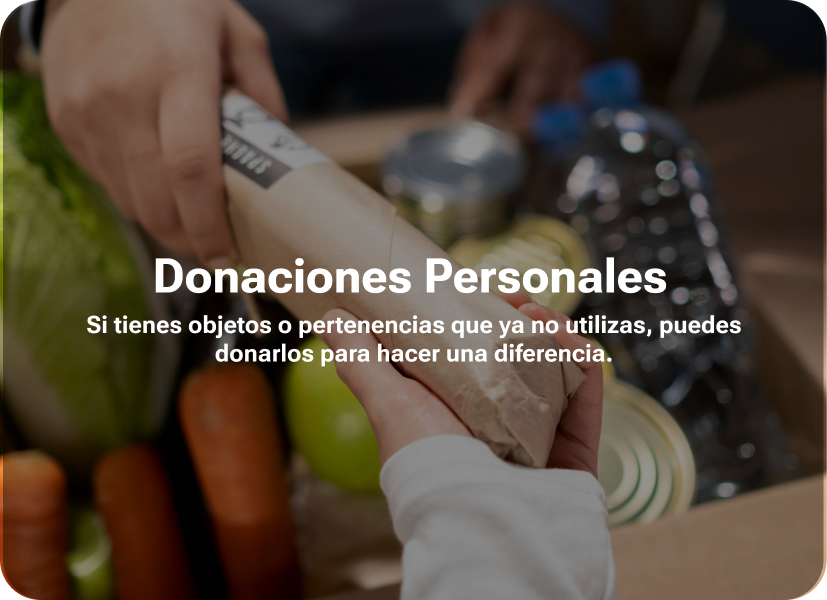 Donaciones Personales
Si tienes objetos o pertenencias que ya no utilizas, puedes
donarlos para hacer una diferencia.